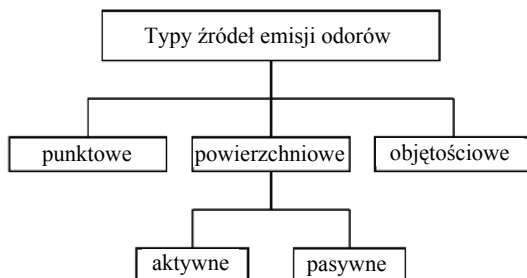 Typy źródeł emisji odorów
punktowe
powierzchniowe
objętościowe
aktywne
pasywne